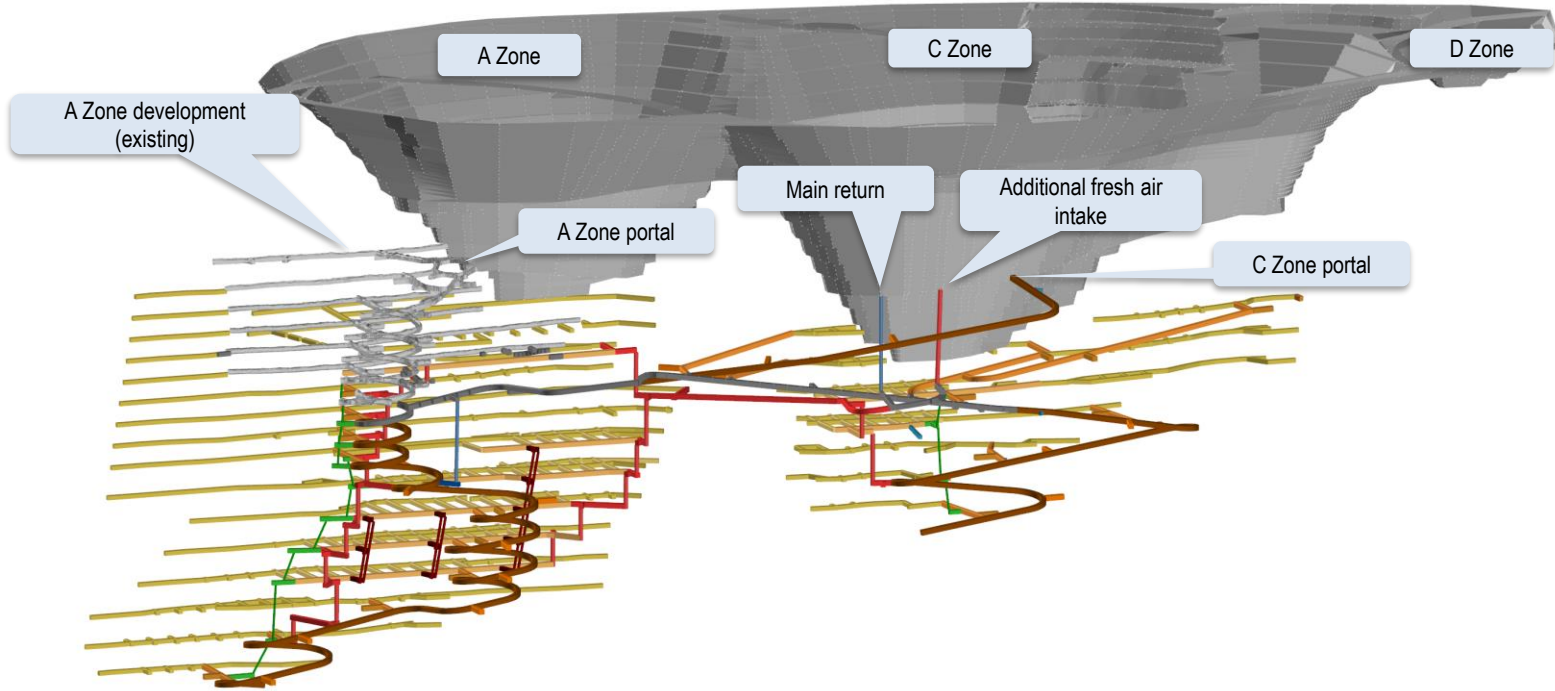 A Zone
C Zone
D Zone
A Zone development
(existing)
Main return
Additional fresh air
intake
A Zone portal
C Zone portal